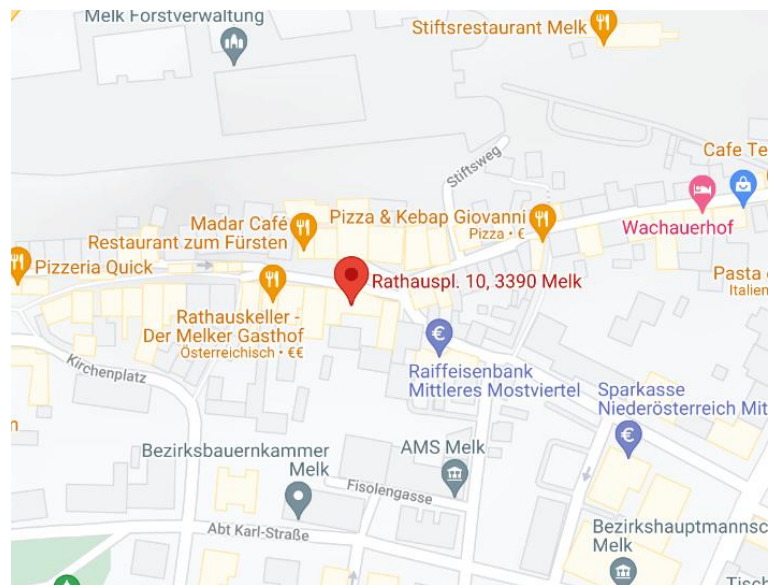 Melk Forstverwaltung
Stiftsrestaurant Melk
Stiftsweg
Cafe Te
Wachauerhof
Madar Café
Restaurant zum Fürsten
Pizza & Kebap Giovanni
Pizza • €
Pizzeria Quick
Rathauspl. 10, 3390 Melk
Pasta
Italien
Rathauskeller -
Der Melker Gasthof
Österreichisch • €€
Kirchenplatz
Raiffeisenbank
Mittleres Mostviertel
Sparkasse
Niederösterreich Mit
n
Bezirksbauernkammer
Melk
AMS Melk
Fisolengasse
Abt Karl-Straße
Bezirkshauptmannsc
Melk
Tisch